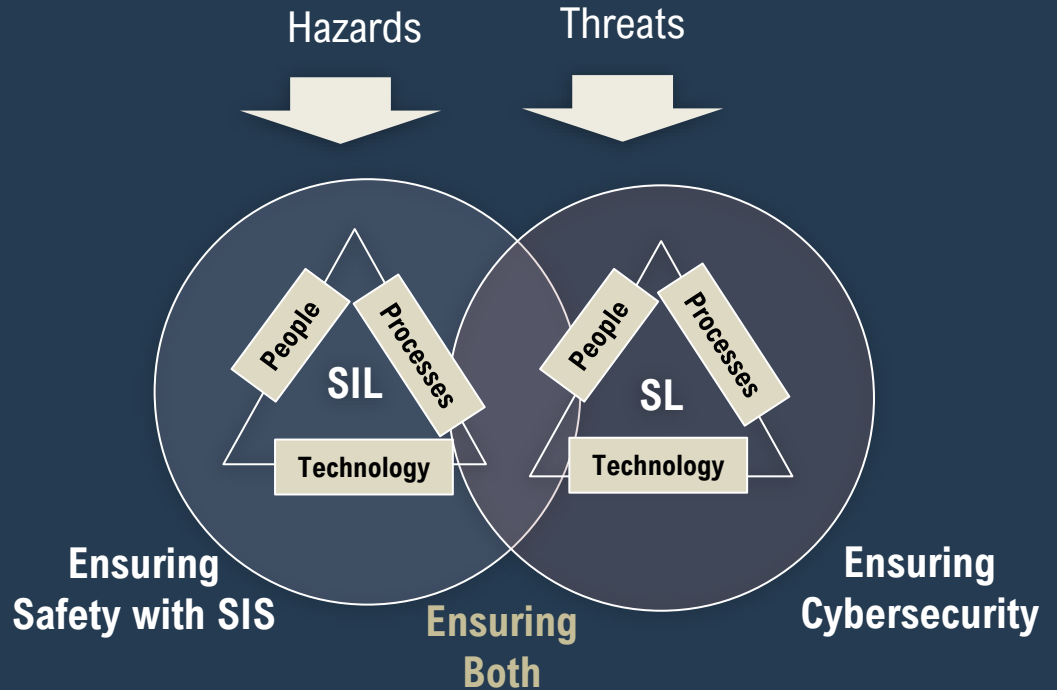 Hazards
Threats
People
Processes
SIL
Technology
People
Processes
SL
Technology
Ensuring
Safety with SIS
Ensuring
Both
Ensuring
Cybersecurity